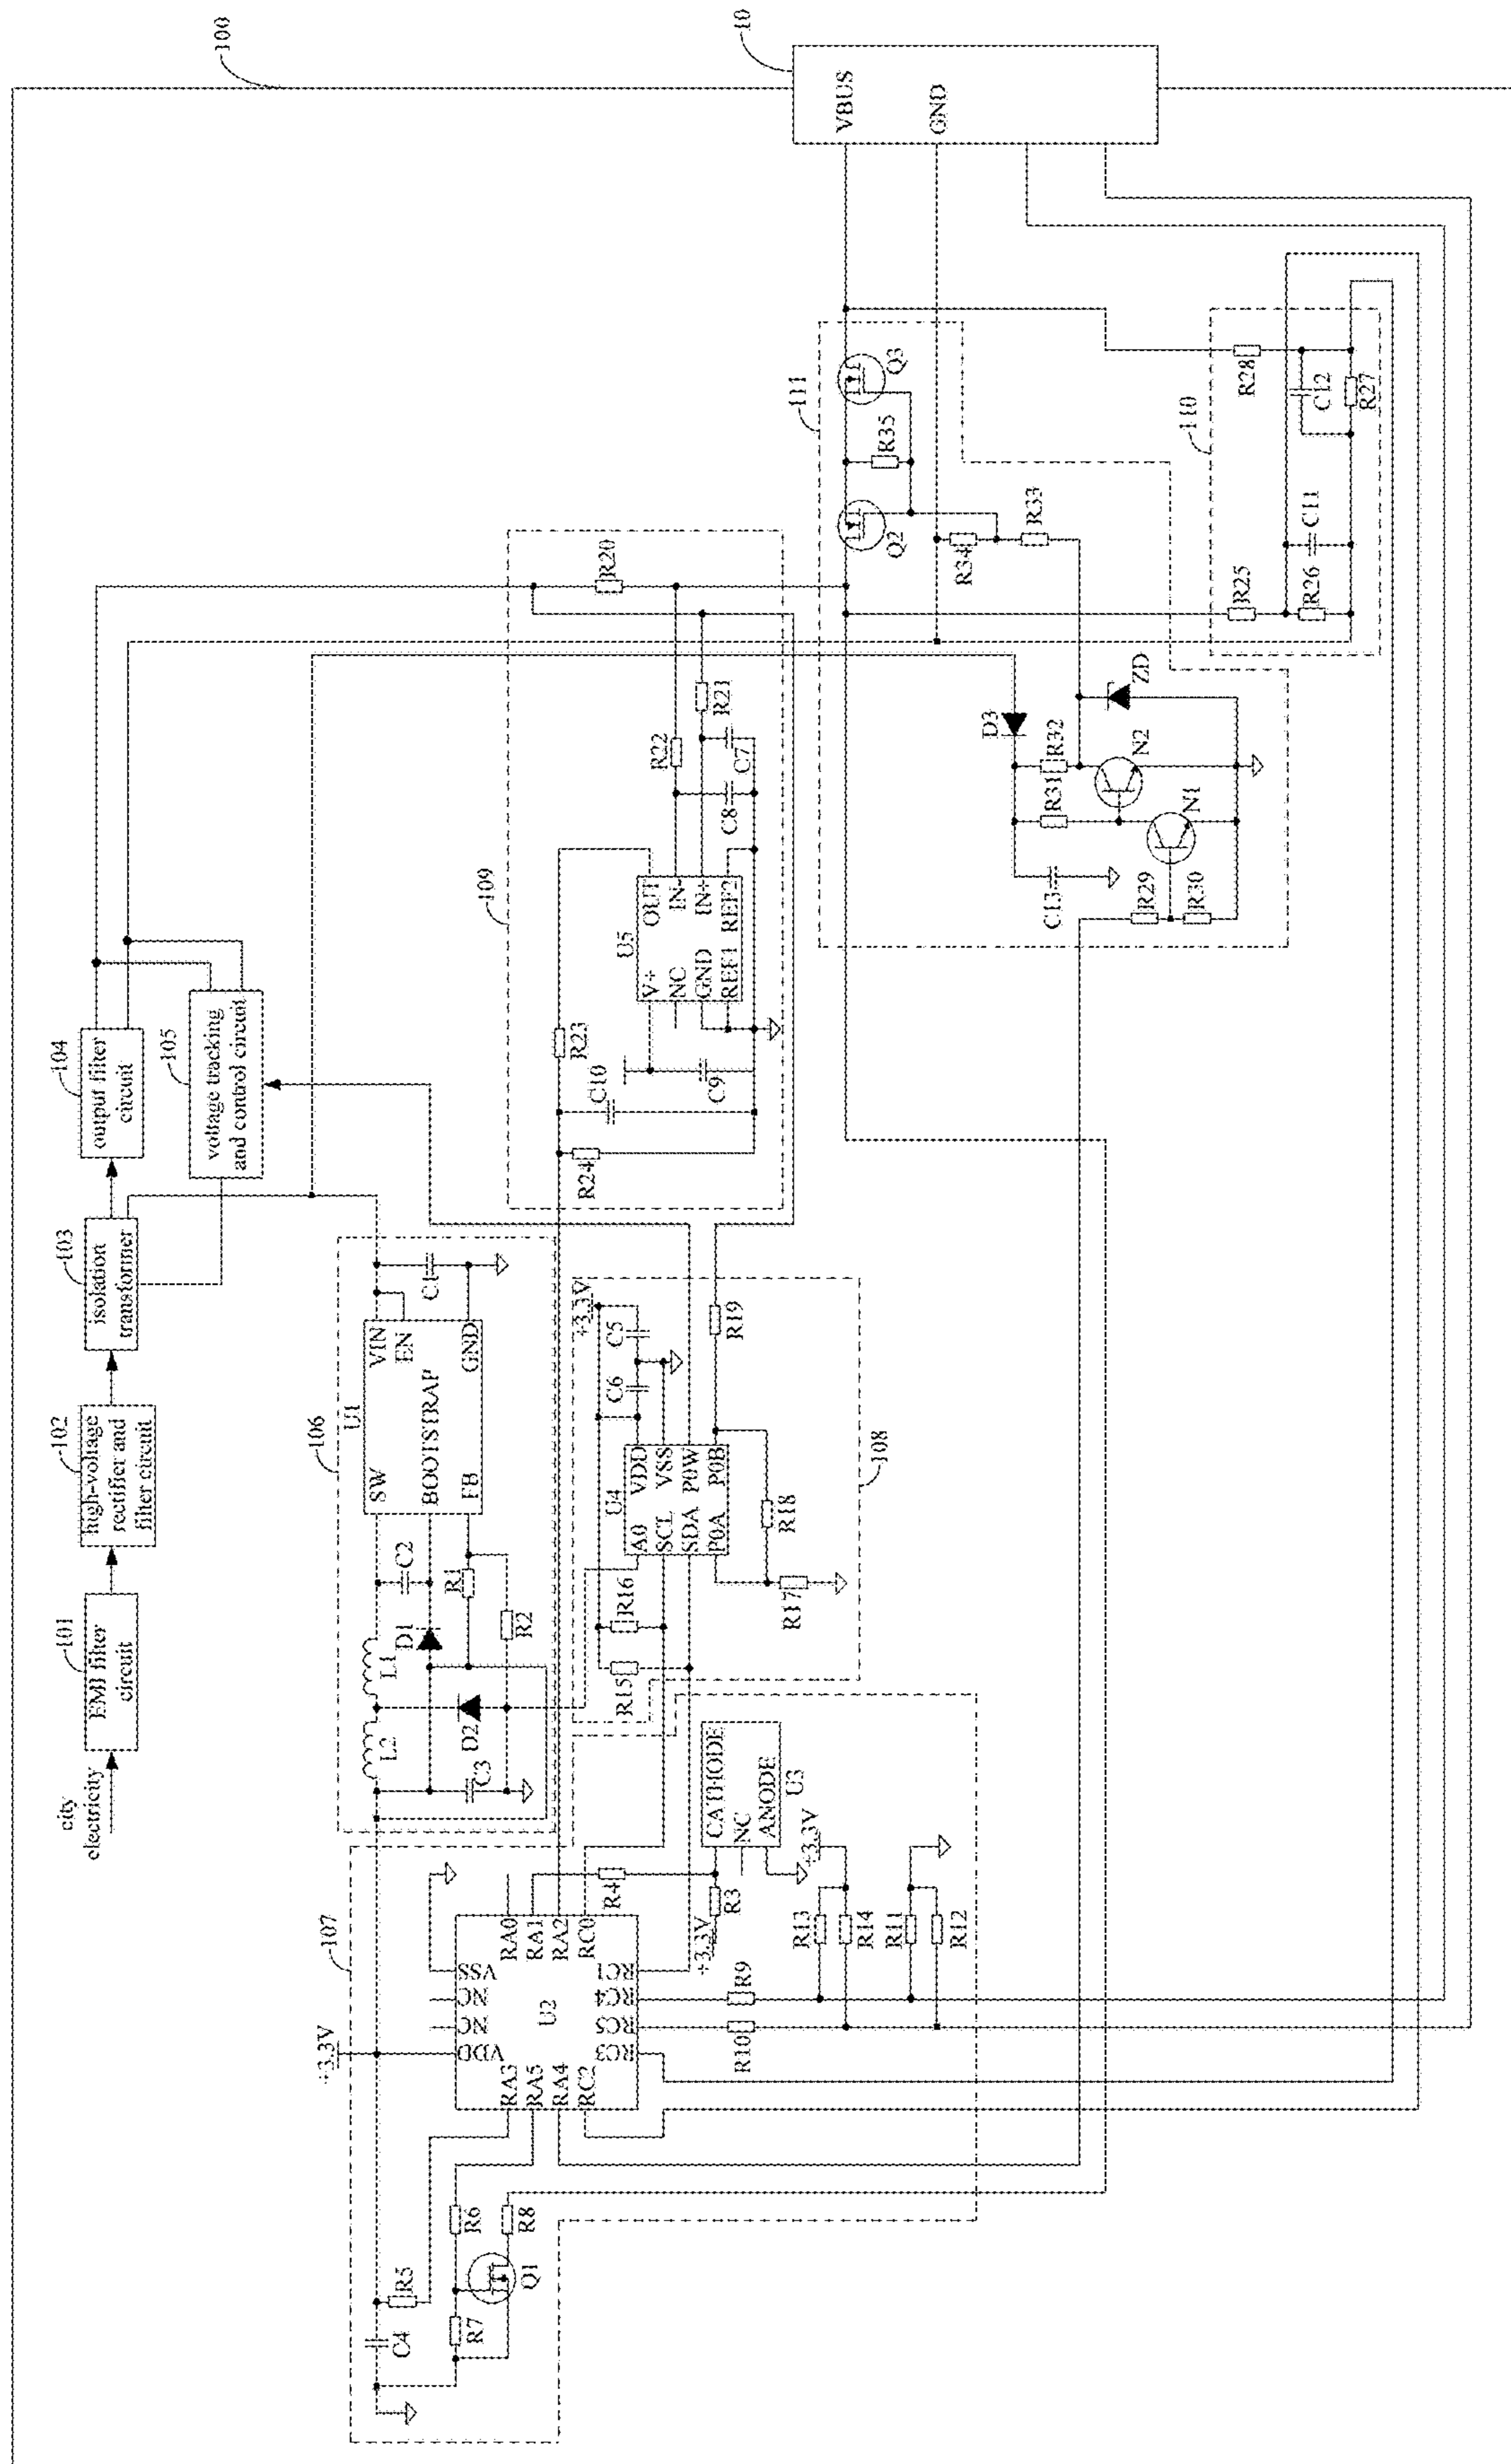 100
10
VBUS
GND
city
electricity
101
EMI filter
circuit
102
high-voltage
rectifier and
filter circuit
103
isolation
transformer
104
output filter
circuit
105
voltage tracking
and control circuit
106
U1
SW
VIN
EN
BOOTSTRAP
FB
GND
L2
L1
C2
D1
R1
D2
R2
C3
C1
107
+3.3V
VDD
NC
NC
VSS
RA3
RA5
RA4
RC2
U2
RA0
RA1
RA2
RC0
RC3
RC5
RC4
RC1
C4
R5
R6
R7
Q1
R8
R4
R3
+3.3V
CATHODE
NC
ANODE
U3
+3.3V
R13
R14
R11
R12
R9
R10
108
+3.3V
U4
A0
SCL
SDA
P0A
VDD
VSS
P0W
P0B
C6
C5
R15
R16
R17
R18
R19
109
U5
V+
NC
GND
REF1
OUT
IN-
IN+
REF2
R24
C10
R23
C9
C8
C7
R22
R21
R20
111
Q2
Q3
R35
R34
R33
D3
R31
R32
C13
N2
ZD
N1
R29
R30
110
R25
R26
C11
R28
C12
R27